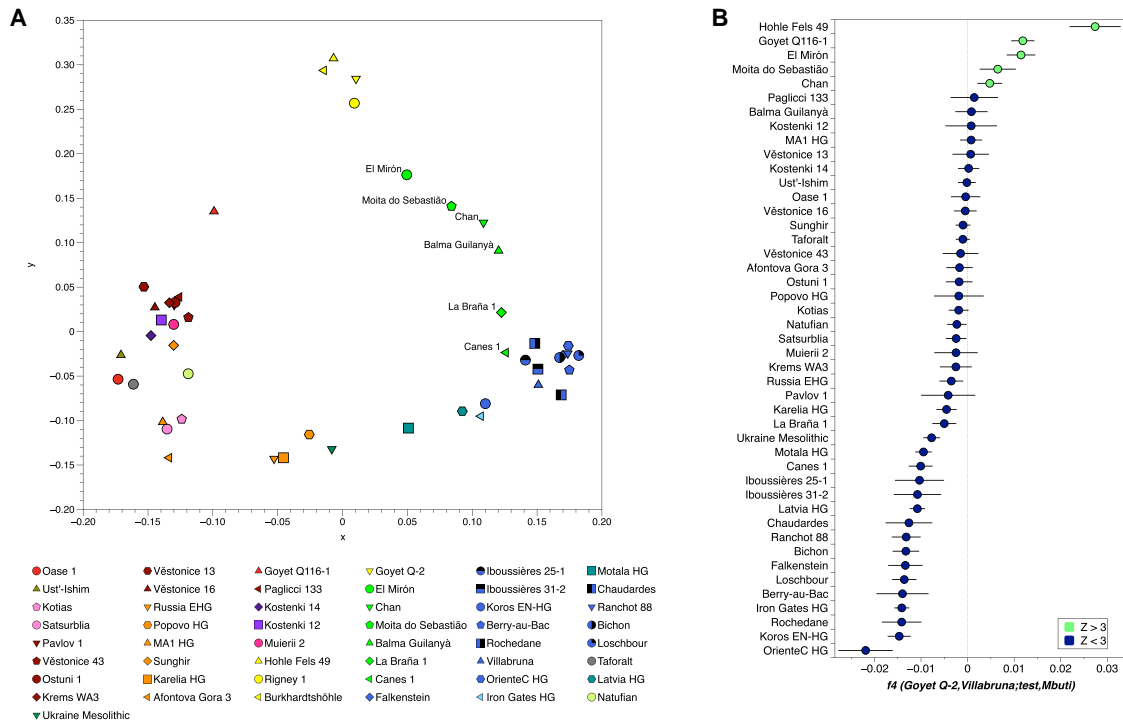 A
0.35
0.30
0.25
0.20
0.15
0.10
0.05
0
−0.05
−0.10
−0.15
−0.20
y
−0.20 −0.15 −0.10 −0.05 0 0.05 0.10 0.15 0.20
x
El Mirón
Moita do Sebastião
Chan
Balma Guilanyà
La Braña 1
Canes 1
Oase 1 Věstonice 13 Goyet Q116-1 Goyet Q-2 Iboussières 25-1 Motala HG
Ust'-Ishim Věstonice 16 Paglicci 133 El Mirón Iboussières 31-2 Chaudardes
Kotias Russia EHG Kostenki 14 Chan Koros EN-HG Ranchot 88
Satsurblia Popovo HG Kostenki 12 Moita do Sebastião Berry-au-Bac Bichon
Pavlov 1 MA1 HG Muierii 2 Balma Guilanyà Rochedane Loschbour
Věstonice 43 Sunghir Hohle Fels 49 La Braña 1 Villabruna Taforalt
Ostuni 1 Karelia HG Rigney 1 Canes 1 OrienteC HG Latvia HG
Krems WA3 Afontova Gora 3 Burkhardtshöhle Falkenstein Iron Gates HG Natufian
Ukraine Mesolithic
B
Hohle Fels 49
Goyet Q116-1
El Mirón
Moita do Sebastião
Chan
Paglicci 133
Balma Guilanyà
Kostenki 12
MA1 HG
Věstonice 13
Kostenki 14
Ust'-Ishim
Oase 1
Věstonice 16
Sunghir
Taforalt
Věstonice 43
Afontova Gora 3
Ostuni 1
Popovo HG
Kotias
Natufian
Satsurblia
Muierii 2
Krems WA3
Russia EHG
Pavlov 1
Karelia HG
La Braña 1
Ukraine Mesolithic
Motala HG
Canes 1
Iboussières 25-1
Iboussières 31-2
Latvia HG
Chaudardes
Ranchot 88
Bichon
Falkenstein
Loschbour
Berry-au-Bac
Iron Gates HG
Rochedane
Koros EN-HG
OrienteC HG
Z > 3
Z < 3
−0.02 −0.01 0 0.01 0.02 0.03
f4 (Goyet Q-2,Villabruna;test,Mbuti)